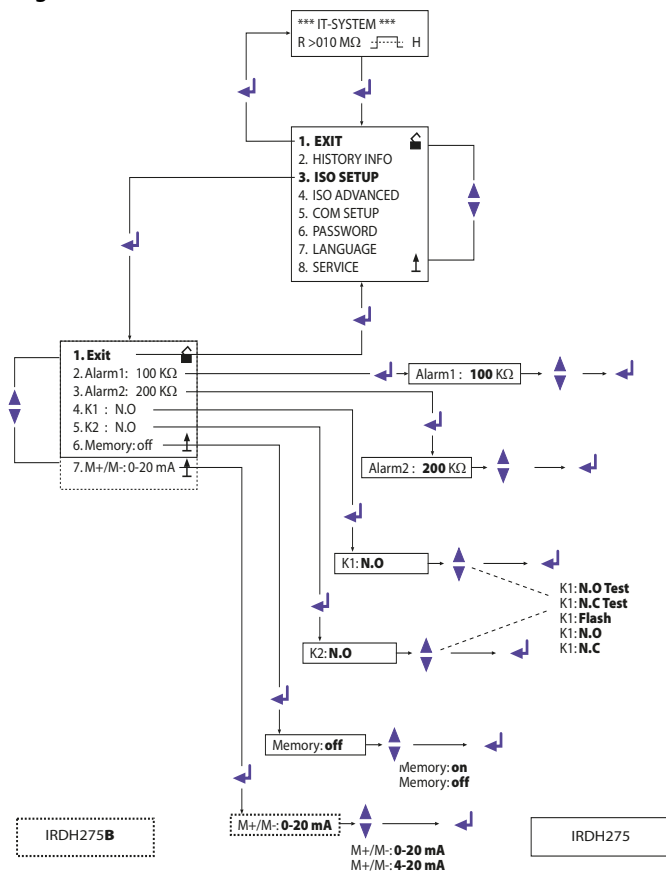 *** IT-SYSTEM ***
R >010 MΩ H
1. EXIT
2. HISTORY INFO
3. ISO SETUP
4. ISO ADVANCED
5. COM SETUP
6. PASSWORD
7. LANGUAGE
8. SERVICE
1. Exit
2. Alarm1: 100 KΩ
3. Alarm2: 200 KΩ
4. K1 : N.O
5. K2 : N.O
6. Memory: off
7. M+/M-: 0-20 mA
Alarm1 : 100 KΩ
Alarm2 : 200 KΩ
K1: N.O
K1: N.O Test
K1: N.C Test
K1: Flash
K1: N.O
K1: N.C
K2: N.O
Memory: off
Memory: on
Memory: off
M+/M-: 0-20 mA
M+/M-: 0-20 mA
M+/M-: 4-20 mA
IRDH275B
IRDH275